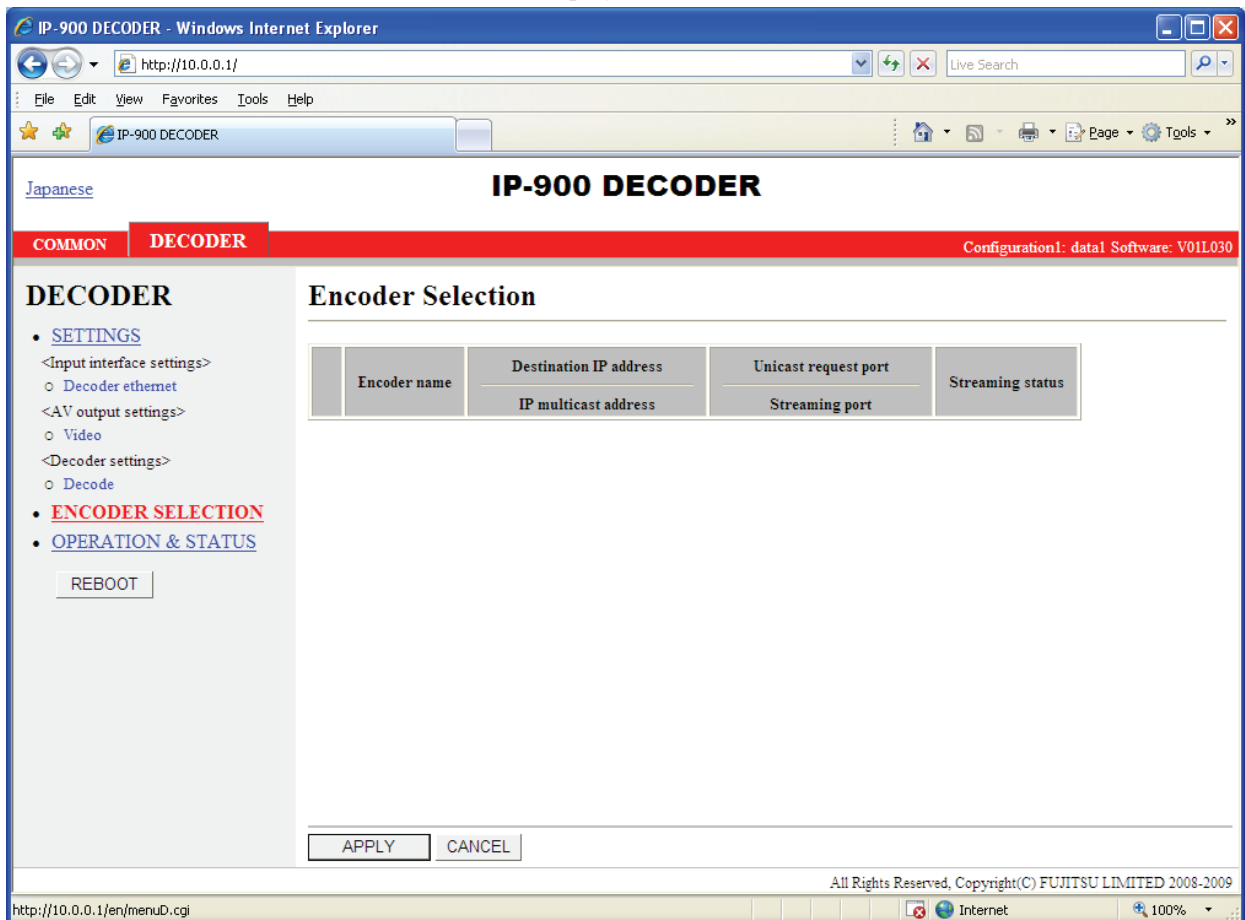 IP-900 DECODER - Windows Internet Explorer
http://10.0.0.1/
Live Search
File Edit View Favorites Tools Help
IP-900 DECODER
Page Tools »
Japanese
IP-900 DECODER
COMMON DECODER
Configuration1: data1 Software: V01L030
DECODER
• SETTINGS
<Input interface settings>
○ Decoder ethernet
<AV output settings>
○ Video
<Decoder settings>
○ Decode
• ENCODER SELECTION
• OPERATION & STATUS
REBOOT
Encoder Selection
Encoder name
Destination IP address
IP multicast address
Unicast request port
Streaming port
Streaming status
APPLY CANCEL
All Rights Reserved, Copyright(C) FUJITSU LIMITED 2008-2009
http://10.0.0.1/en/menuD.cgi
Internet
100%